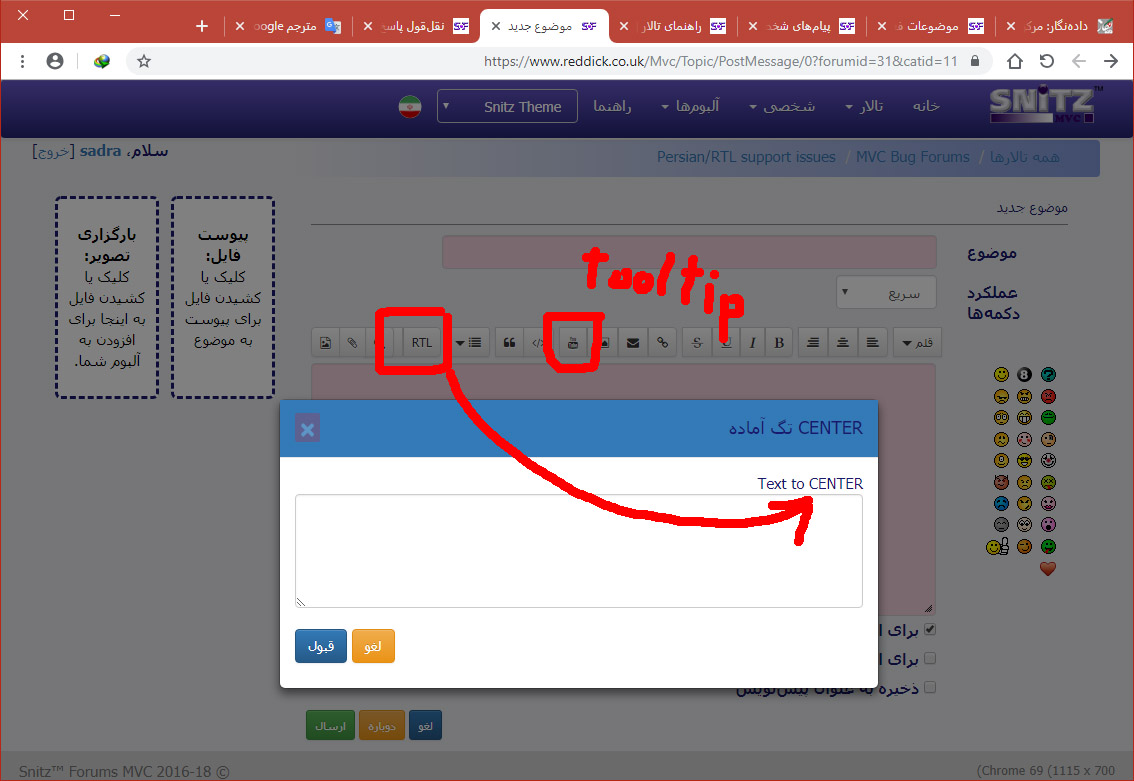 داده‌نگار: مرک
موضوعات ف
پیام‌های شخ
راهنمای تالار
موضوع جدید
نقل‌قول پاسخ
مترجم oogle
https://www.reddick.co.uk/Mvc/Topic/PostMessage/0?forumid=31&catid=11
SNITZ™ MVC
خانه
تالار
شخصی
آلبوم‌ها
راهنما
Snitz Theme
همه تالارها / MVC Bug Forums / Persian/RTL support issues
سلام، sadra [خروج]
موضوع جدید
موضوع
عملکرد
دکمه‌ها
سریع
tooltip
قلم
B
I
U
S
RTL
پیوست
فایل:
کلیک یا
کشیدن فایل
برای پیوست
به موضوع
بارگزاری
تصویر:
کلیک یا
کشیدن فایل
به اینجا برای
افزودن به
آلبوم شما.
CENTER تگ آماده
Text to CENTER
لغو
قبول
برای ا
برای ا
ذخیره به عنوان پیش‌نویس
لغو
دوباره
ارسال
Snitz™ Forums MVC 2016-18 ©
(Chrome 69 (1115 x 700